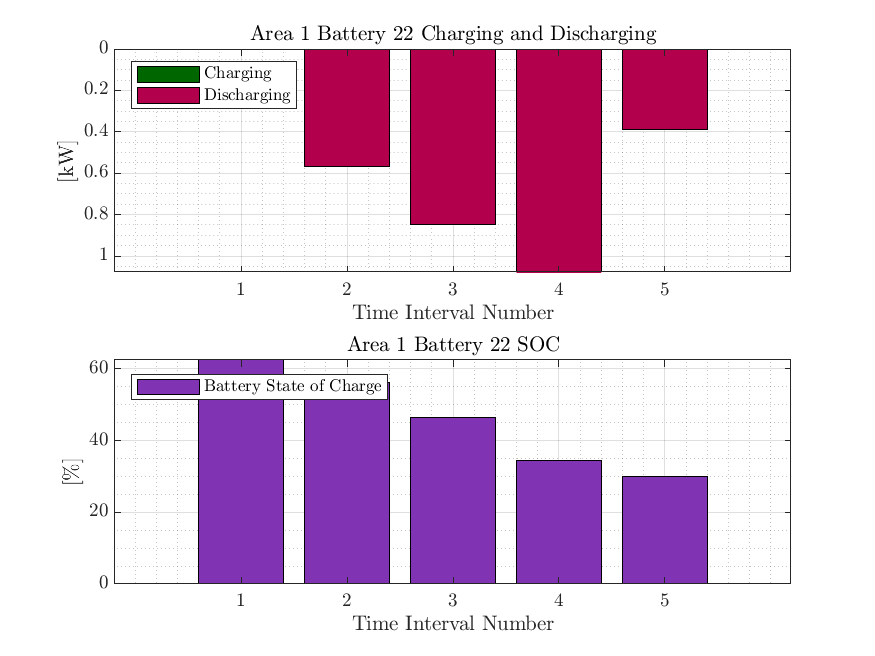 Area 1 Battery 22 Charging and Discharging
0
0.2
0.4
0.6
0.8
1
[kW]
Charging
Discharging
1 2 3 4 5
Time Interval Number
Area 1 Battery 22 SOC
60
40
20
0
[%]
Battery State of Charge
1 2 3 4 5
Time Interval Number